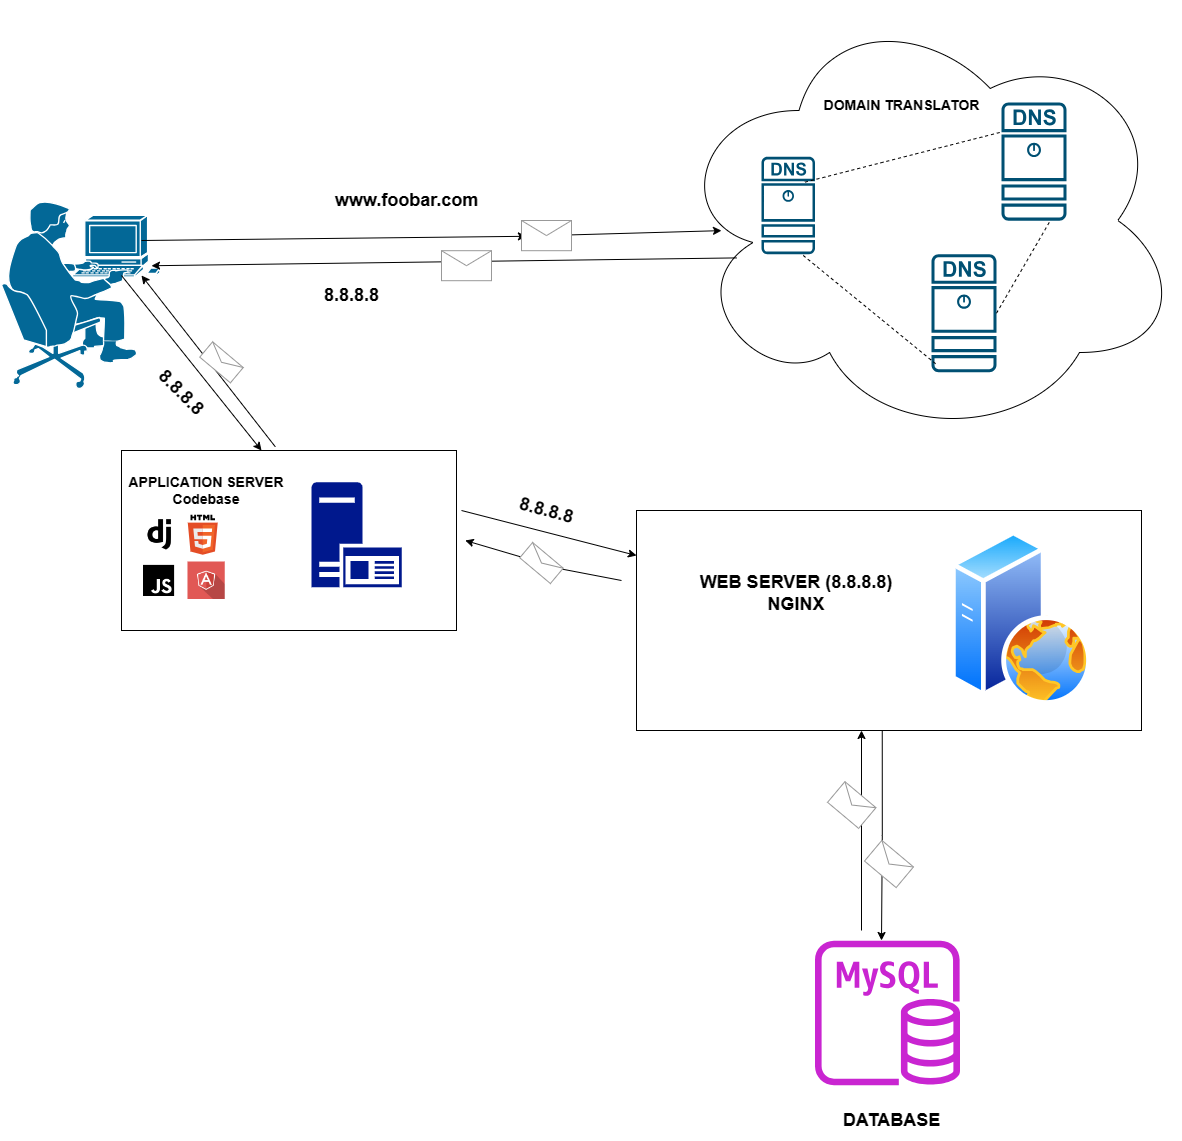 DOMAIN TRANSLATOR
DNS
DNS
DNS
www.foobar.com
8.8.8.8
8.8.8.8
APPLICATION SERVER
Codebase
dj
HTML
5
JS
A
8.8.8.8
WEB SERVER (8.8.8.8)
NGINX
MySQL
DATABASE